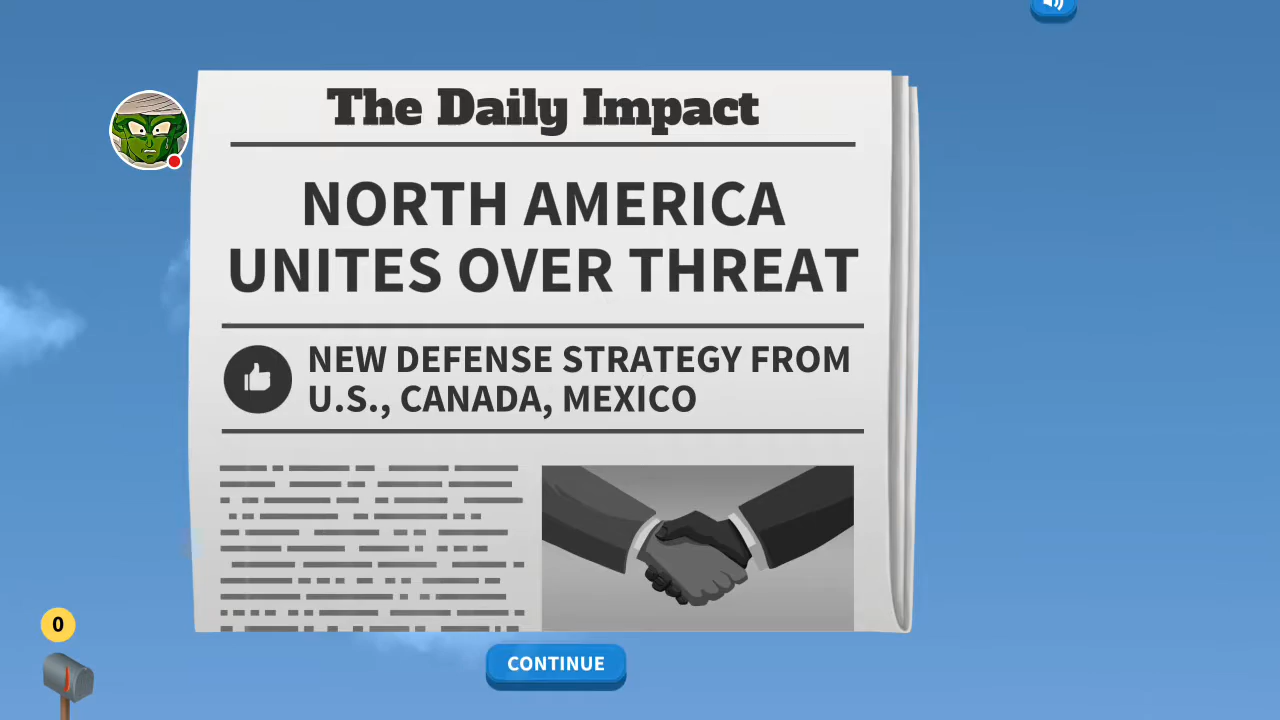 The Daily Impact
NORTH AMERICA
UNITES OVER THREAT
NEW DEFENSE STRATEGY FROM
U.S., CANADA, MEXICO
0
CONTINUE